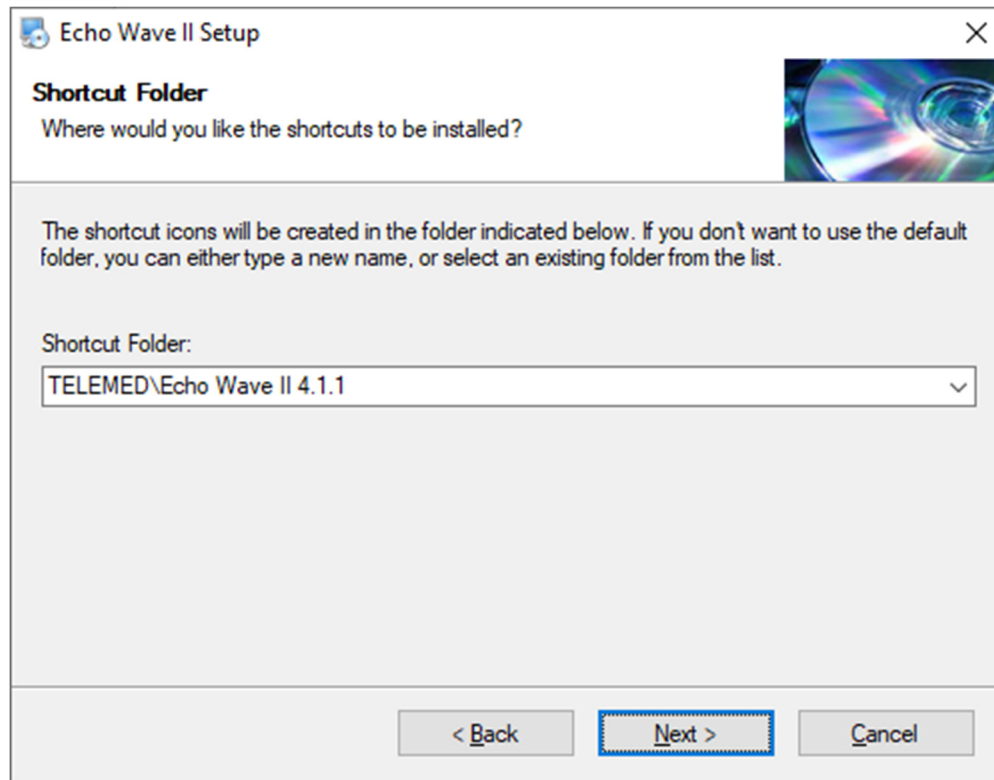 Echo Wave II Setup
Shortcut Folder
Where would you like the shortcuts to be installed?
The shortcut icons will be created in the folder indicated below. If you don't want to use the default
folder, you can either type a new name, or select an existing folder from the list.
Shortcut Folder:
TELEMED\Echo Wave II 4.1.1
< Back
Next >
Cancel